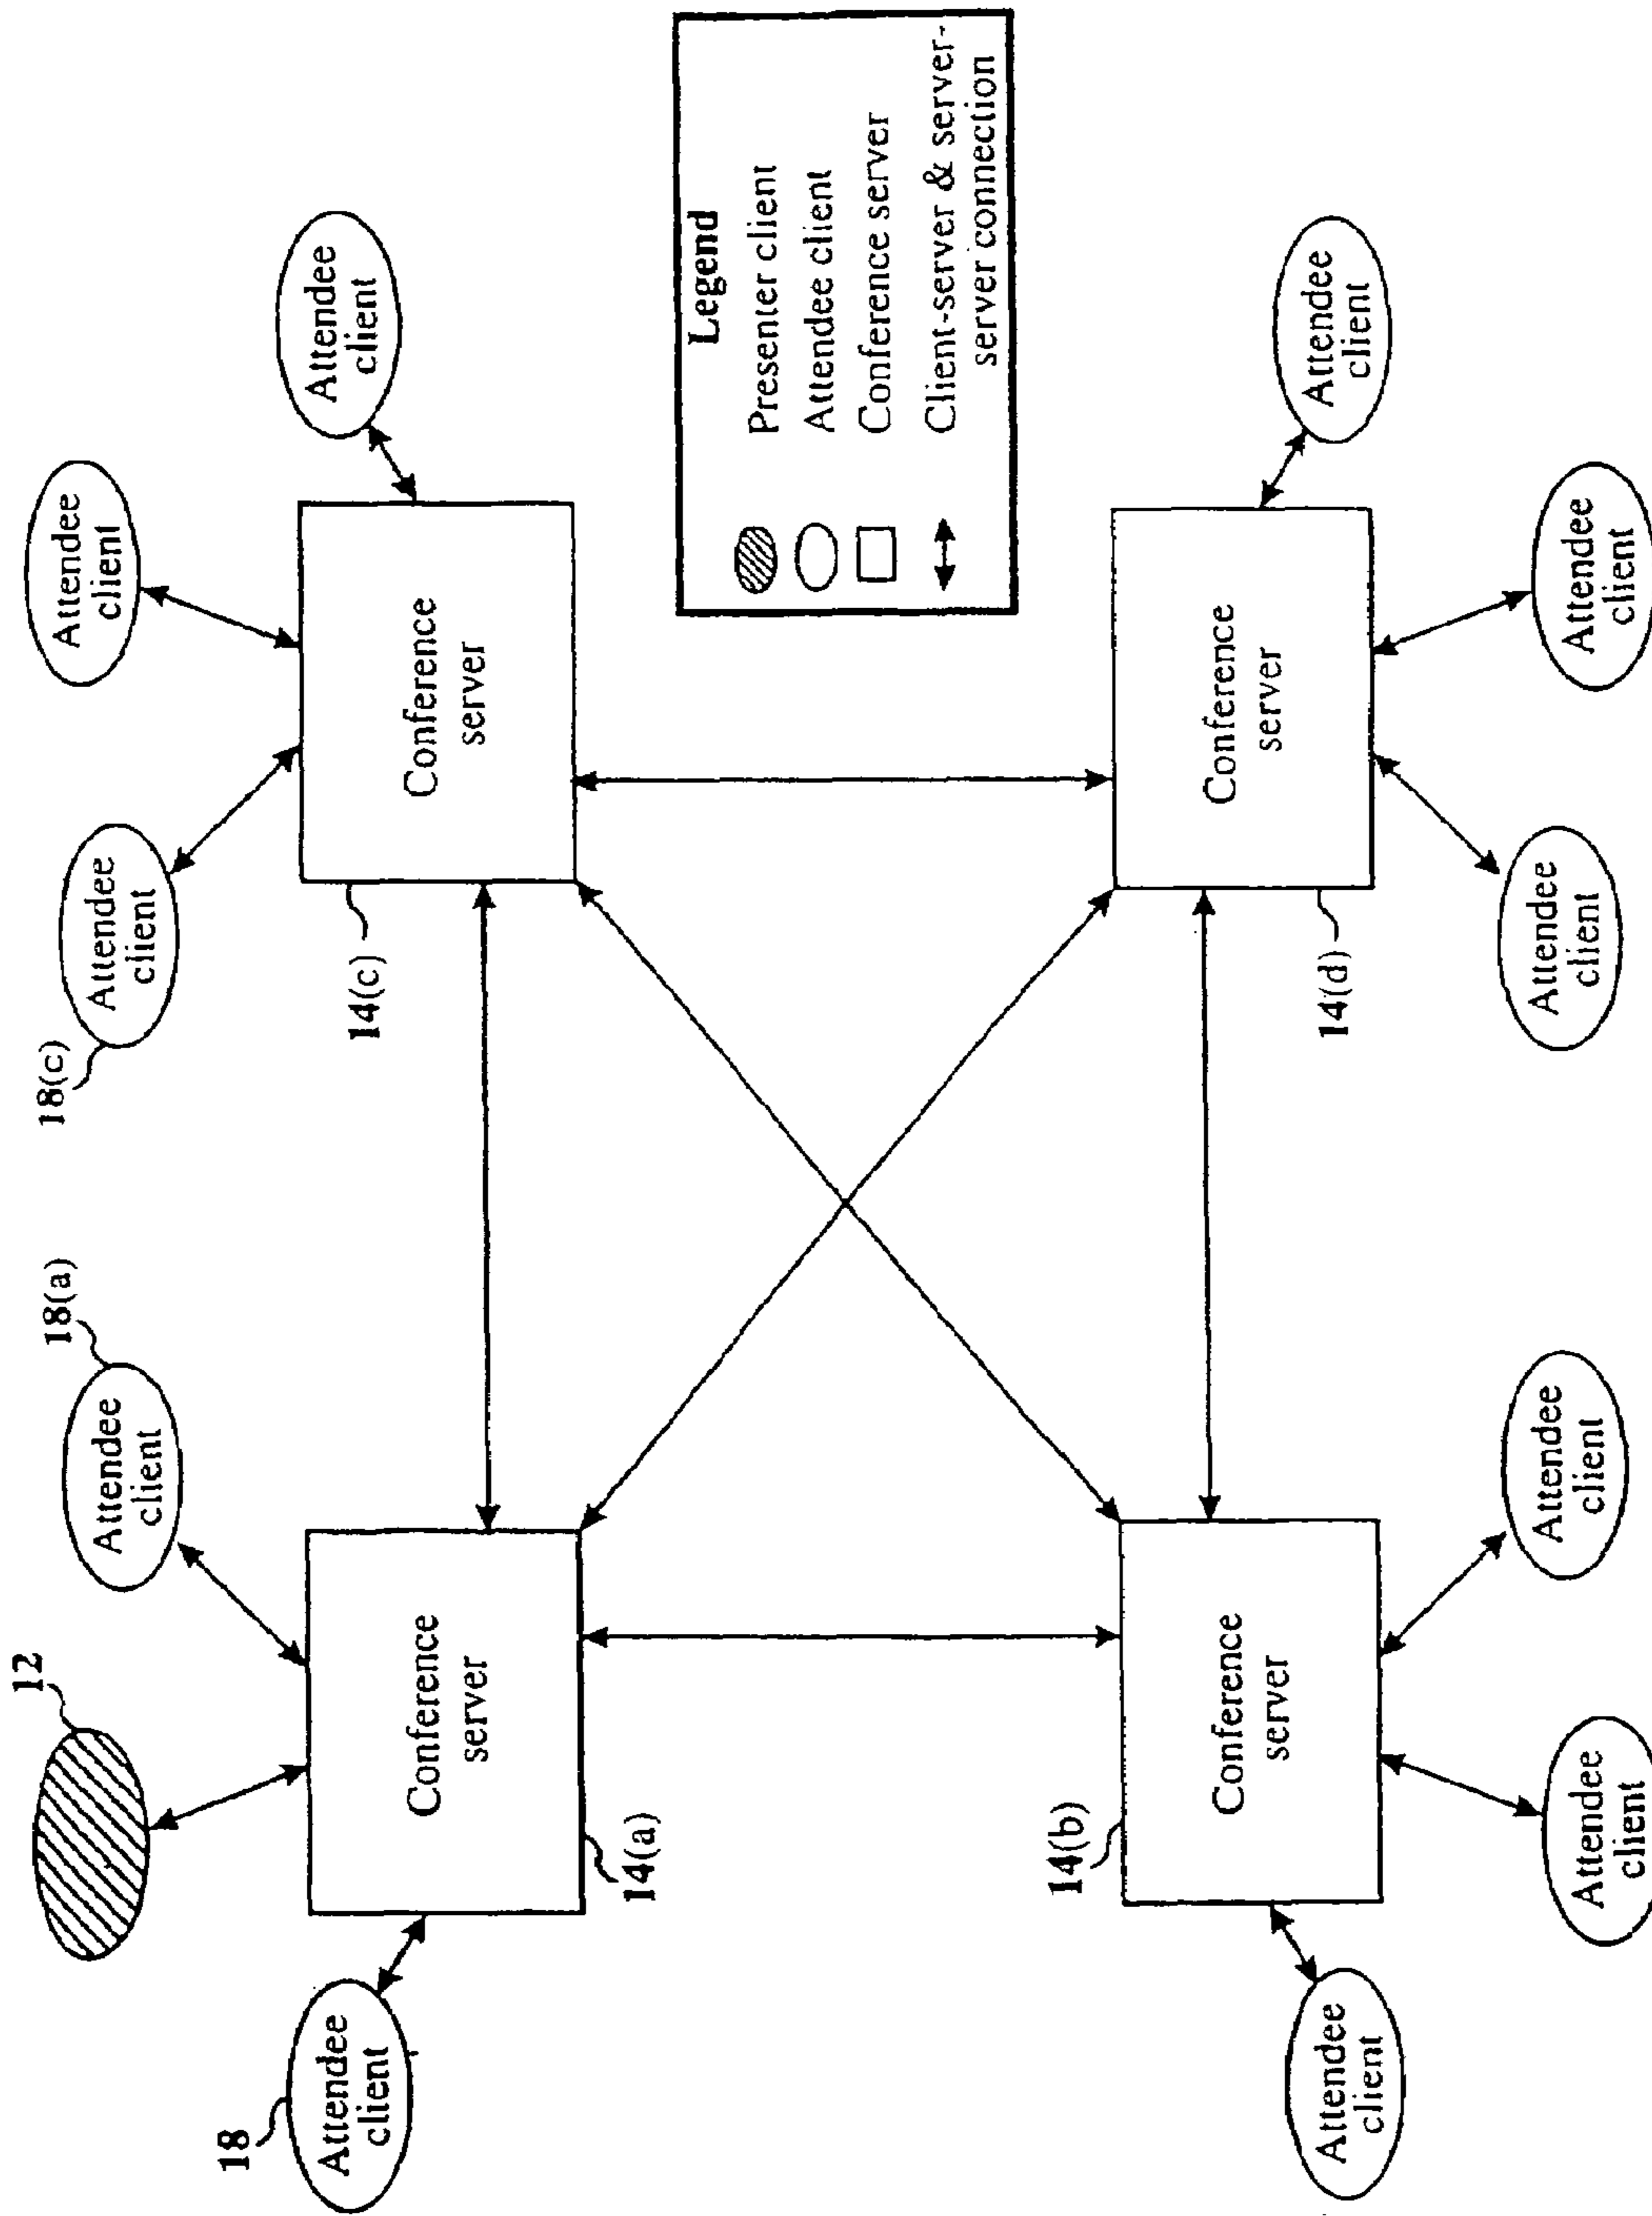 12
18(a)
Attendee
client
18
Attendee
client
Conference
server
14(a)
18(c)
Attendee
client
Attendee
client
Attendee
client
Conference
server
14(c)
Legend
Presenter client
Attendee client
Conference server
Client-server & server-
server connection
14(b)
Conference
server
Attendee
client
Attendee
client
Attendee
client
Conference
server
14(d)
Attendee
client
Attendee
client
Attendee
client